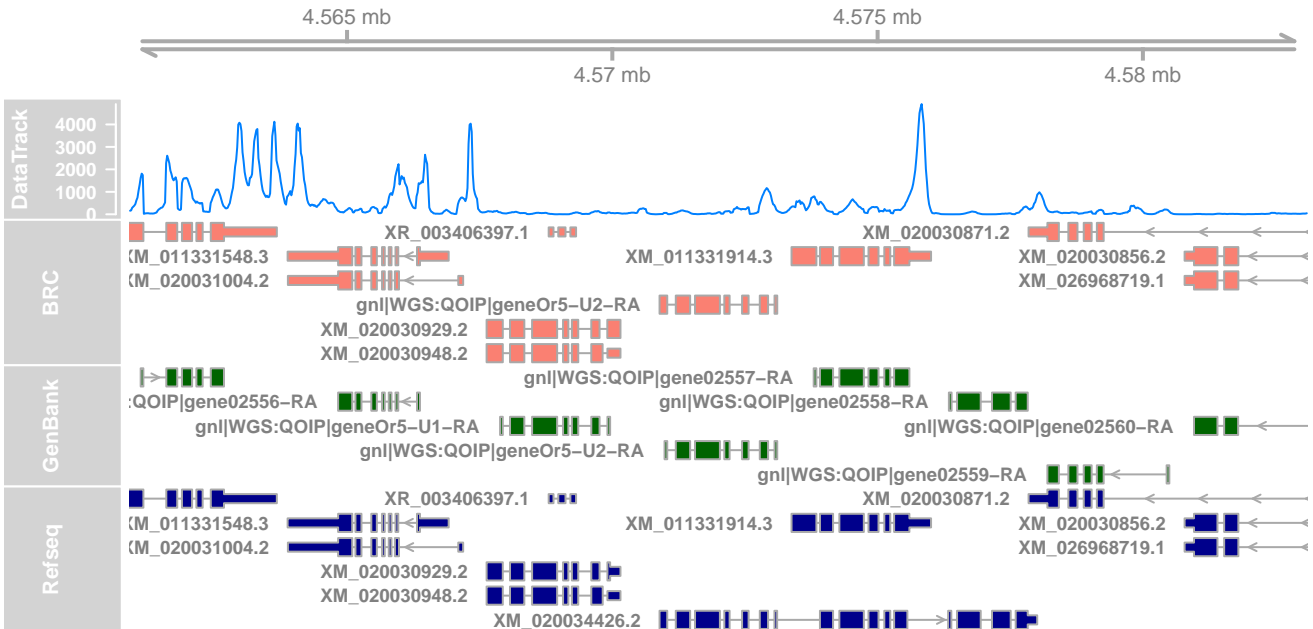 4.565 mb 4.575 mb
4.57 mb 4.58 mb
DataTrack
4000
3000
2000
1000
0
BRC
XR_003406397.1 XM_020030871.2
XM_011331548.3 XM_011331914.3 XM_020030856.2
XM_020031004.2 XM_026968719.1
gnl|WGS:QOIP|geneOr5-U2-RA
XM_020030929.2
XM_020030948.2
GenBank
gnl|WGS:QOIP|gene02557-RA
:QOIP|gene02556-RA gnl|WGS:QOIP|gene02558-RA
gnl|WGS:QOIP|geneOr5-U1-RA gnl|WGS:QOIP|gene02560-RA
gnl|WGS:QOIP|geneOr5-U2-RA
gnl|WGS:QOIP|gene02559-RA
Refseq
XR_003406397.1 XM_020030871.2
XM_011331548.3 XM_011331914.3 XM_020030856.2
XM_020031004.2 XM_026968719.1
XM_020030929.2
XM_020030948.2
XM_020034426.2